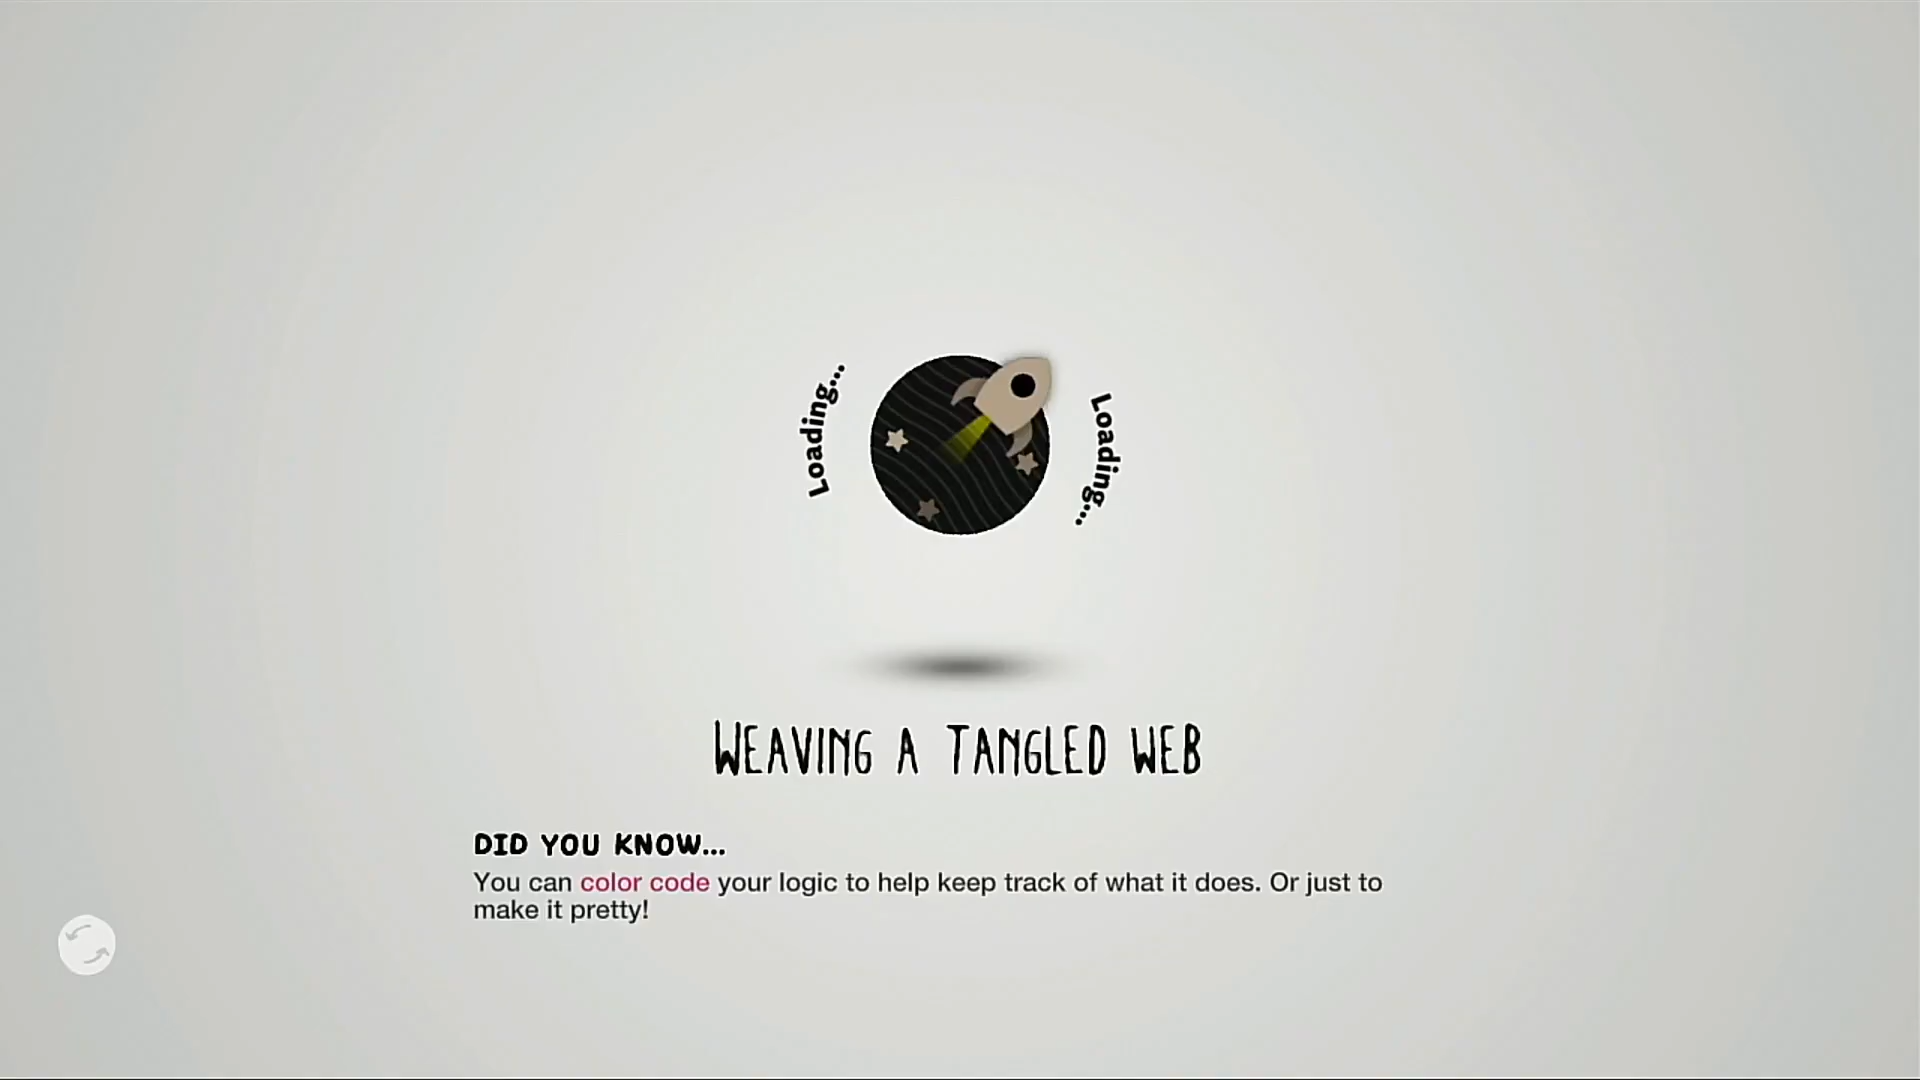 Loading...
Loading...
WEAVING A TANGLED WEB
DID YOU KNOW...
You can color code your logic to help keep track of what it does. Or just to
make it pretty!